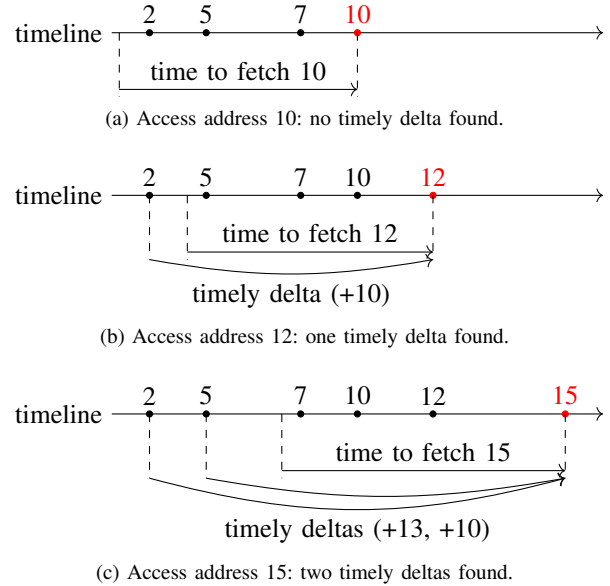 2 5 7 10
timeline
time to fetch 10
(a) Access address 10: no timely delta found.
2 5 7 10 12
timeline
time to fetch 12
timely delta (+10)
(b) Access address 12: one timely delta found.
2 5 7 10 12 15
timeline
time to fetch 15
timely deltas (+13, +10)
(c) Access address 15: two timely deltas found.